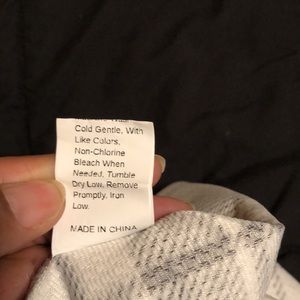 Cold Gentle, With
Like Colors,
Non-Chlorine
Bleach When
Needed, Tumble
Dry Low, Remove
Promptly, Iron
Low.
MADE IN CHINA